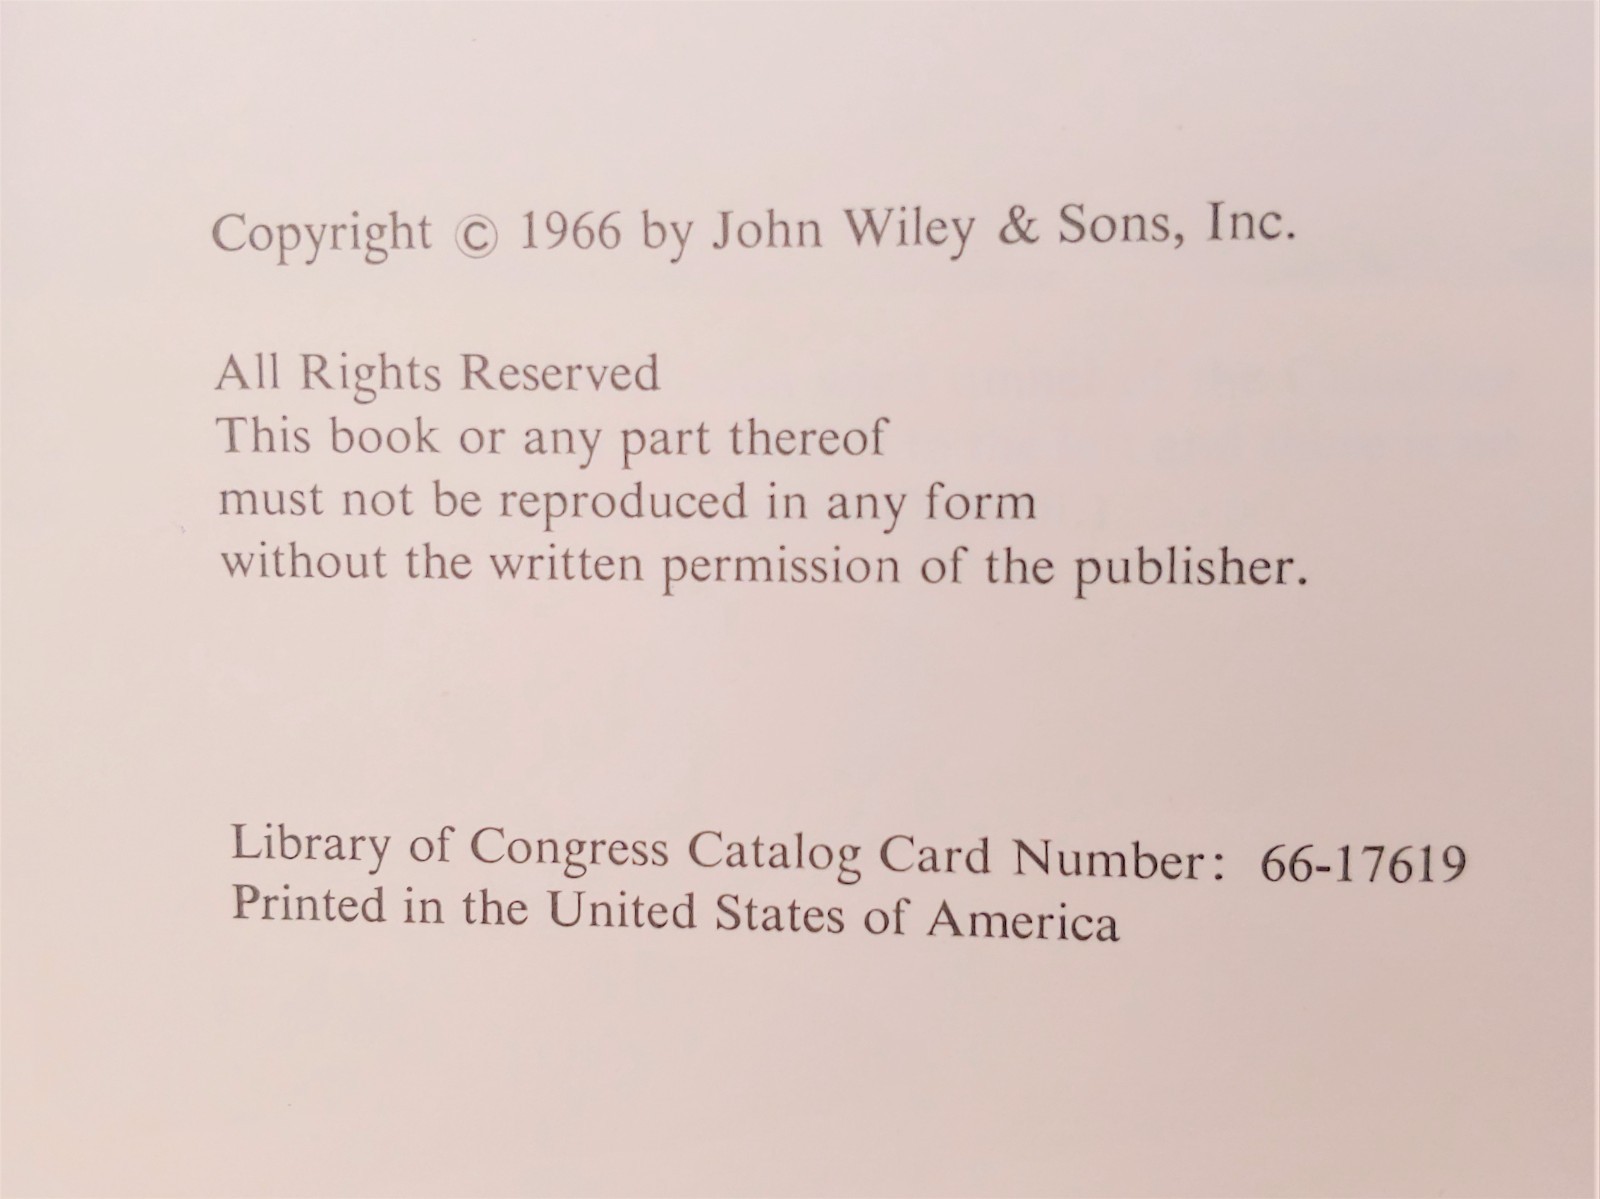 Copyright © 1966 by John Wiley & Sons, Inc.
All Rights Reserved
This book or any part thereof
must not be reproduced in any form
without the written permission of the publisher.
Library of Congress Catalog Card Number: 66-17619
Printed in the United States of America